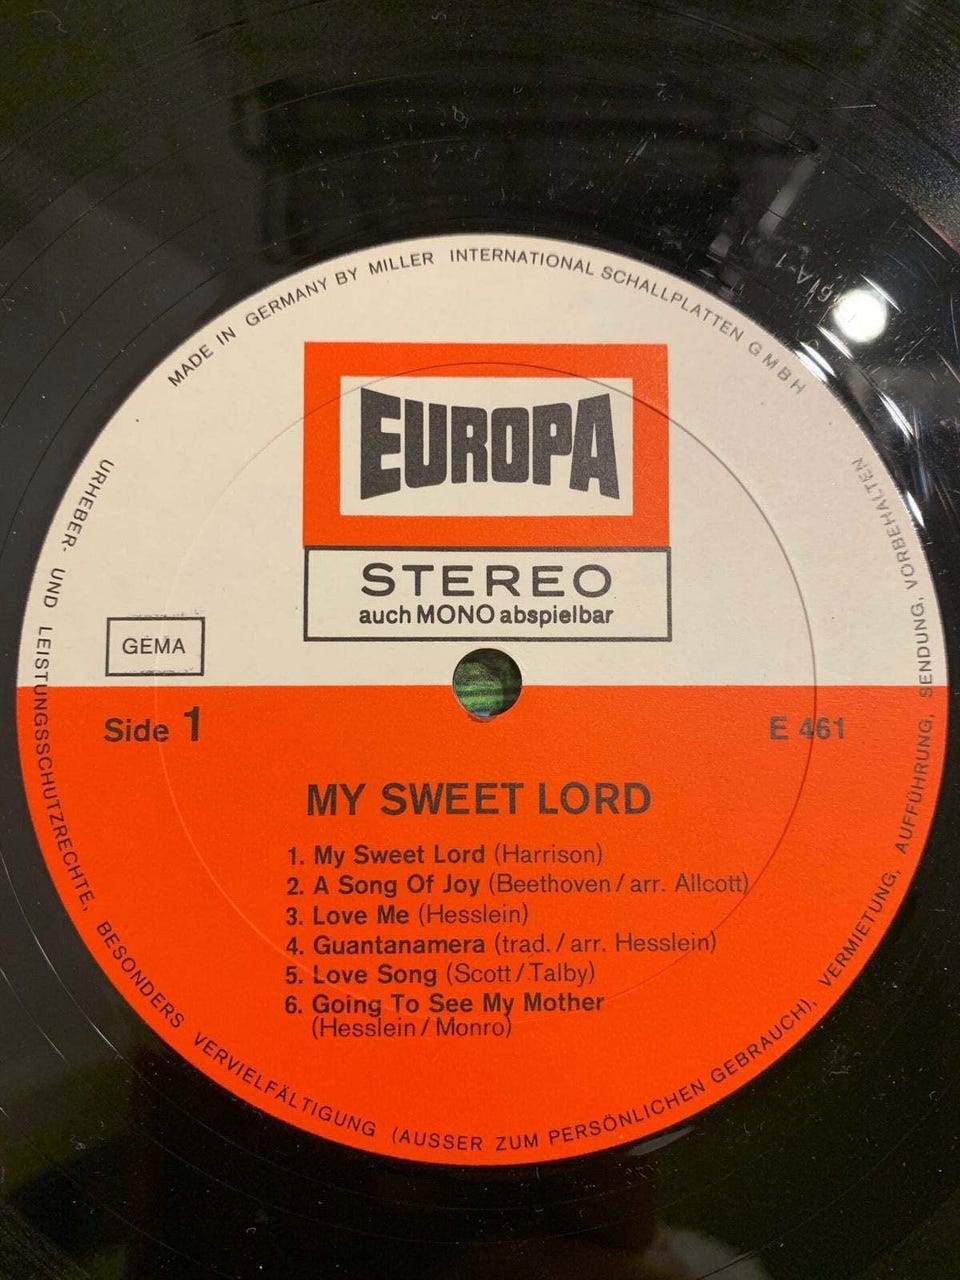 MADE IN GERMANY BY MILLER INTERNATIONAL SCHALLPLATTEN GMBH
EUROPA
STEREO
auch MONO abspielbar
GEMA
Side 1
E 461
MY SWEET LORD
1. My Sweet Lord (Harrison)
2. A Song Of Joy (Beethoven / arr. Allcott)
3. Love Me (Hesslein)
4. Guantanamera (trad. / arr. Hesslein)
5. Love Song (Scott / Talby)
6. Going To See My Mother
(Hesslein / Monro)
URHEBER- UND LEISTUNGSSCHUTZRECHTE, BESONDERS VERVIELFÄLTIGUNG (AUSSER ZUM PERSÖNLICHEN GEBRAUCH), VERMIETUNG, AUFFÜHRUNG, SENDUNG, VORBEHALTEN